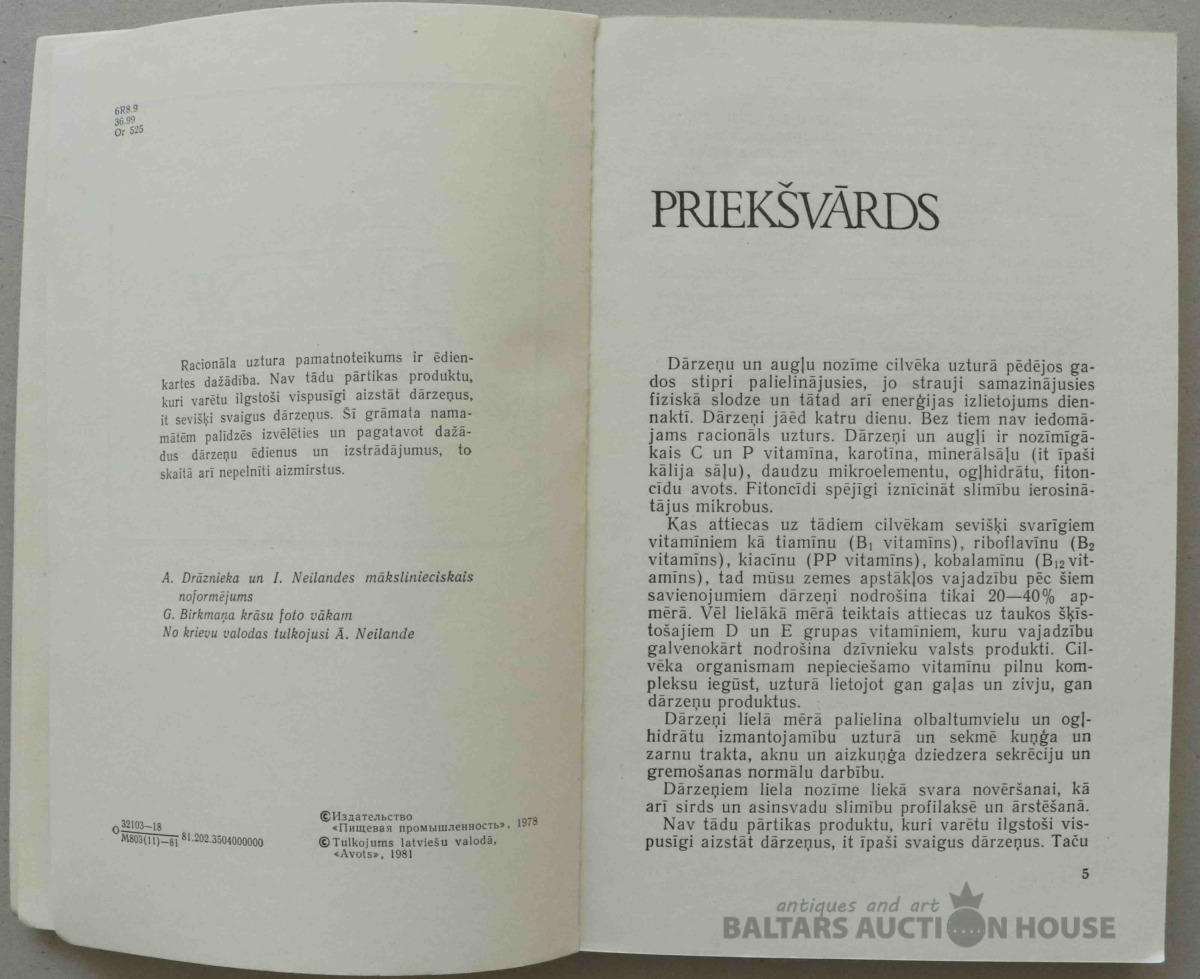 6R8.9
36.99
Or 525
Racionāla uztura pamatnoteikums ir ēdien-
kartes dažādība. Nav tādu pārtikas produktu,
kuri varētu ilgstoši vispusīgi aizstāt dārzeņus,
it sevišķi svaigus dārzeņus. Šī grāmata nama-
mātēm palīdzēs izvēlēties un pagatavot dažā-
dus dārzeņu ēdienus un izstrādājumus, to
skaitā arī nepelnīti aizmirstus.
A. Drāznieka un I. Neilandes mākslinieciskais
noformējums
G. Birkmaņa krāsu foto vākam
No krievu valodas tulkojusi Ā. Neilande
О 32103—18
М803(11)—81 81.202.3504000000
© Издательство
«Пищевая промышленность», 1978
© Tulkojums latviešu valodā,
«Avots», 1981
PRIEKŠVĀRDS
Dārzeņu un augļu nozīme cilvēka uzturā pēdējos ga-
dos stipri palielinājusies, jo strauji samazinājusies
fiziskā slodze un tātad arī enerģijas izlietojums dien-
naktī. Dārzeņi jāēd katru dienu. Bez tiem nav iedomā-
jams racionāls uzturs. Dārzeņi un augļi ir nozīmīgā-
kais C un P vitamīna, karotīna, minerālsāļu (it īpaši
kālija sāļu), daudzu mikroelementu, ogļhidrātu, fiton-
cīdu avots. Fitoncīdi spējīgi iznīcināt slimību ierosinā-
tājus mikrobus.
Kas attiecas uz tādiem cilvēkam sevišķi svarīgiem
vitamīniem kā tiamīnu (B₁ vitamīns), riboflavīnu (B₂
vitamīns), kiacīnu (PP vitamīns), kobalamīnu (B₁₂ vit-
amīns), tad mūsu zemes apstākļos vajadzību pēc šiem
savienojumiem dārzeņi nodrošina tikai 20—40% ap-
mērā. Vēl lielākā mērā teiktais attiecas uz taukos šķīs-
tošajiem D un E grupas vitamīniem, kuru vajadzību
galvenokārt nodrošina dzīvnieku valsts produkti. Cil-
vēka organismam nepieciešamo vitamīnu pilnu kom-
pleksu iegūst, uzturā lietojot gan gaļas un zivju, gan
dārzeņu produktus.
Dārzeņi lielā mērā palielina olbaltumvielu un ogļ-
hidrātu izmantojamību uzturā un sekmē kuņģa un
zarnu trakta, aknu un aizkuņģa dziedzera sekrēciju un
gremošanas normālu darbību.
Dārzeņiem liela nozīme liekā svara novēršanai, kā
arī sirds un asinsvadu slimību profilaksē un ārstēšanā.
Nav tādu pārtikas produktu, kuri varētu ilgstoši vis-
pusīgi aizstāt dārzeņus, it īpaši svaigus dārzeņus. Taču
5
antiques and art
BALTARS AUCTION HOUSE